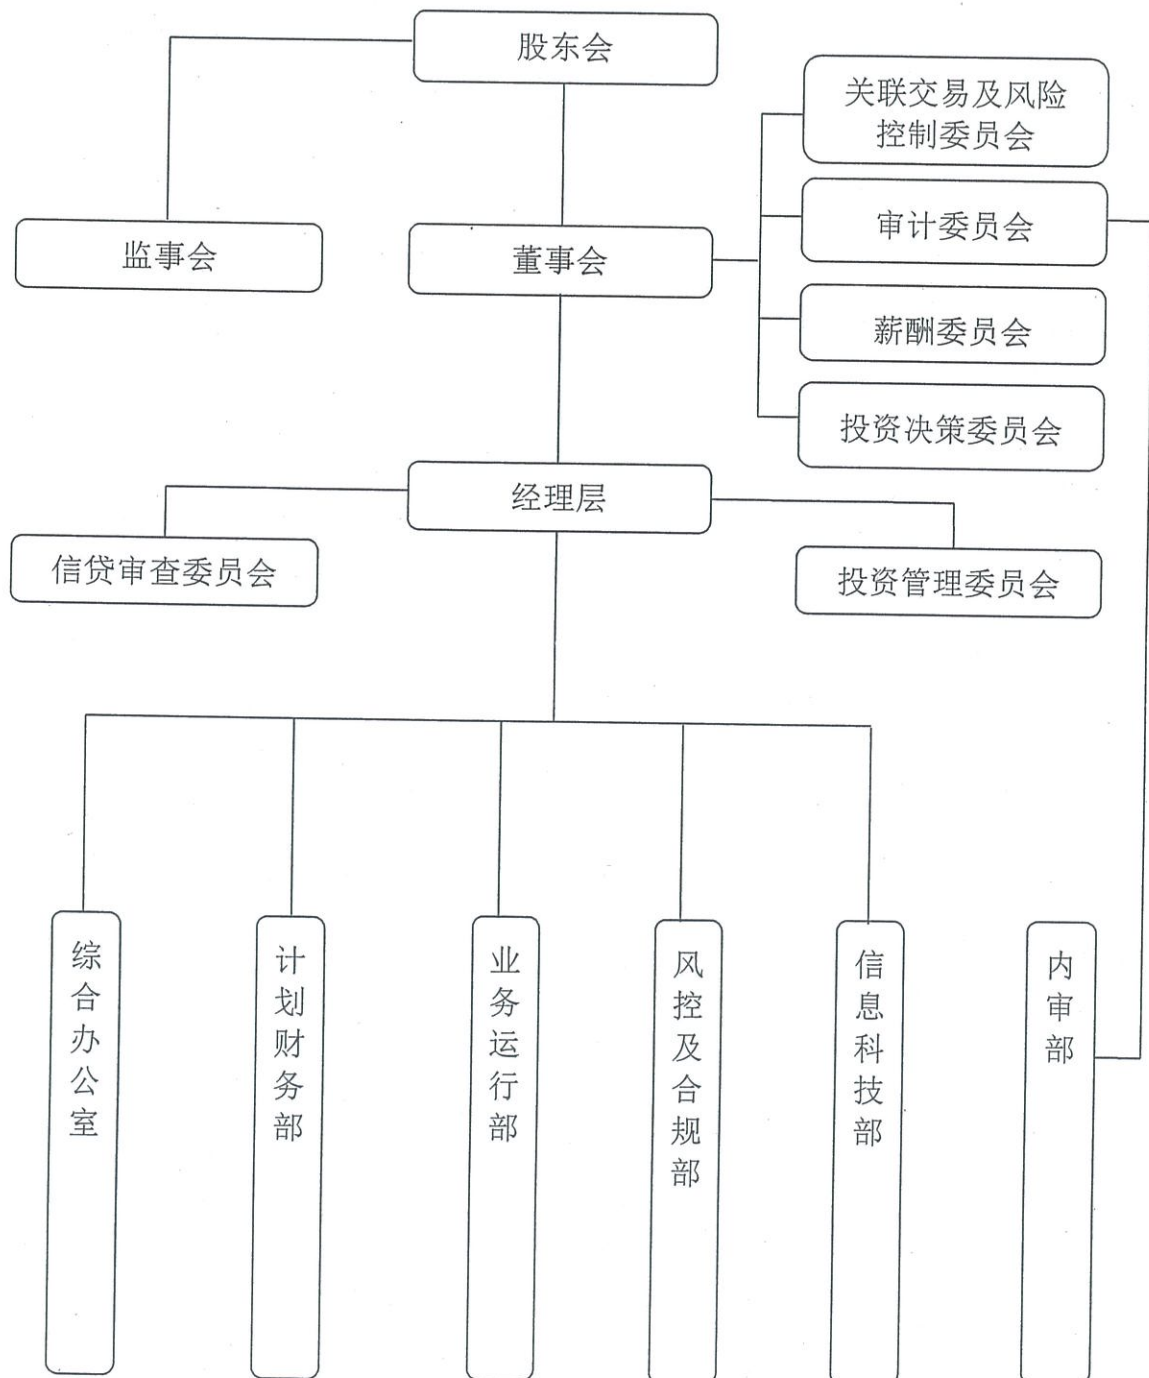 股东会
关联交易及风险
控制委员会
审计委员会
监事会
董事会
薪酬委员会
投资决策委员会
经理层
信贷审查委员会
投资管理委员会
综合办公室
计划财务部
业务运行部
风控及合规部
信息科技部
内审部